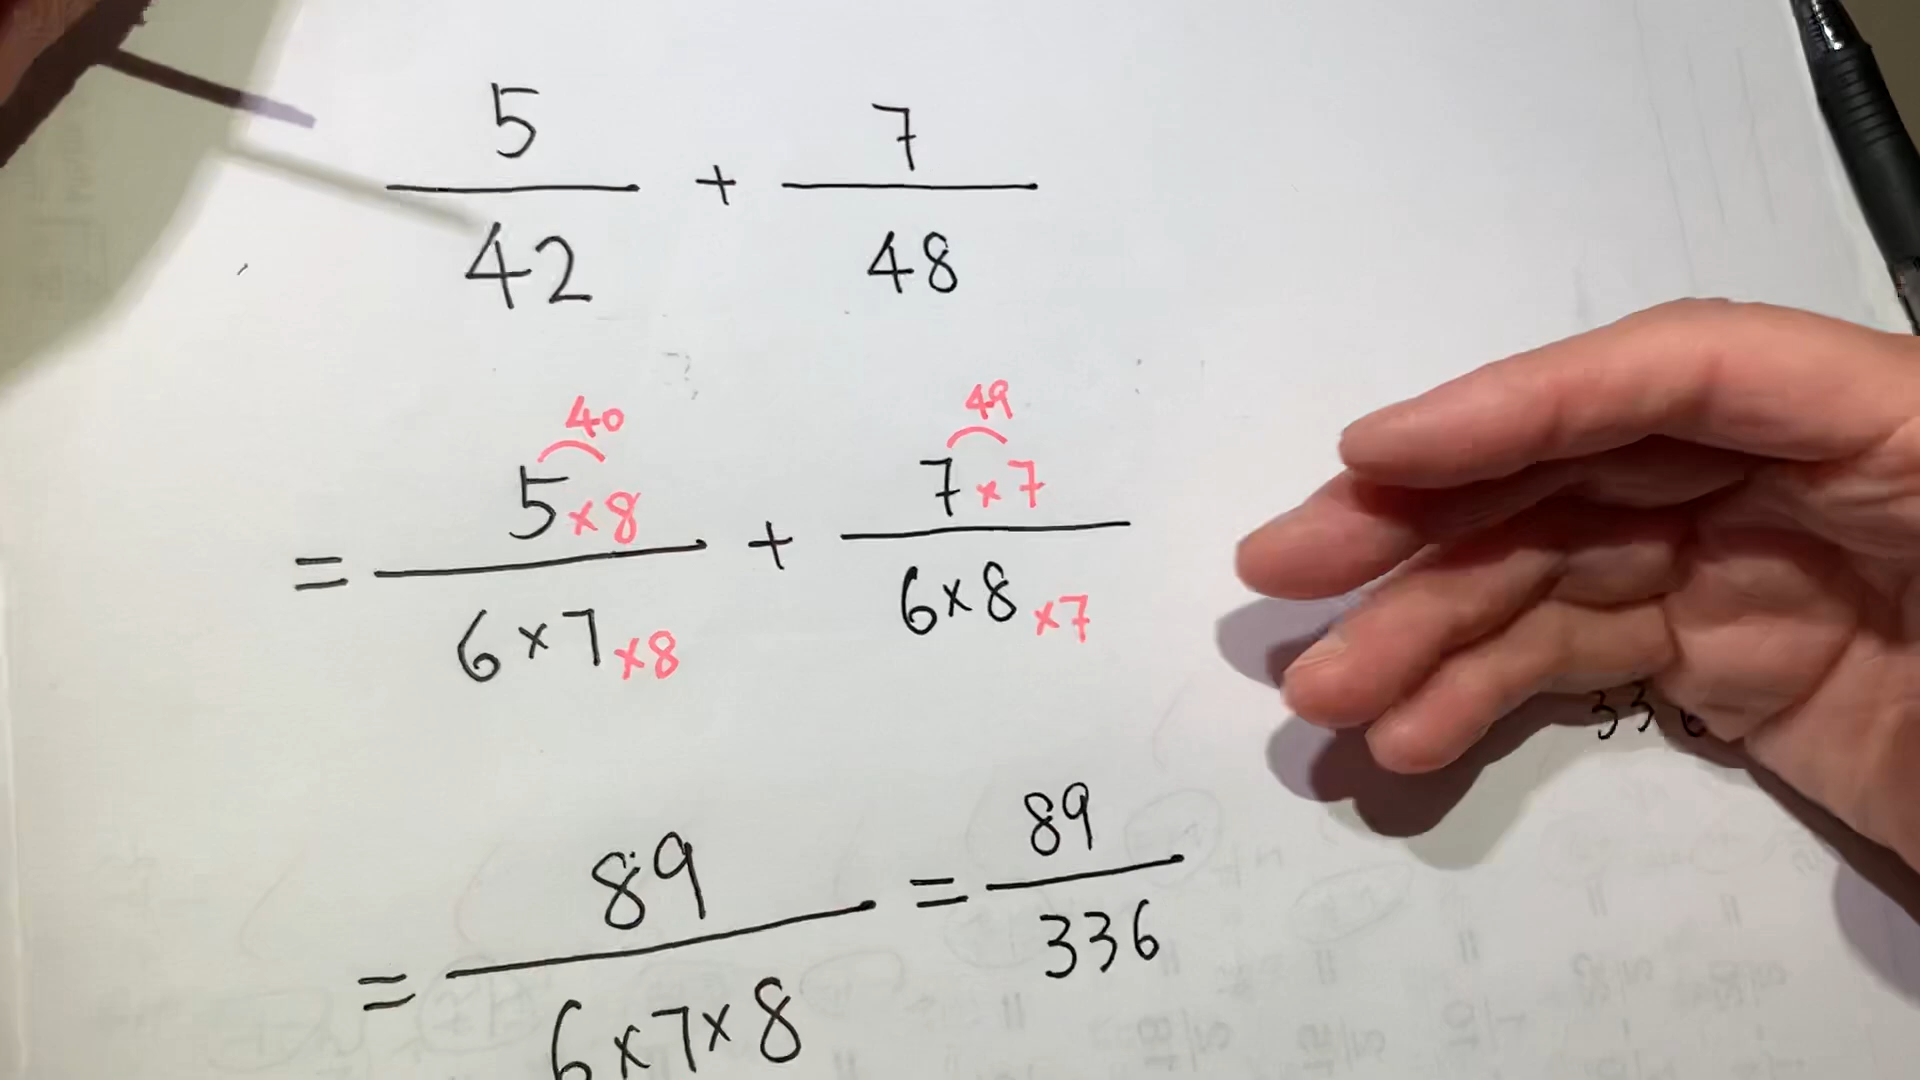 5/42 + 7/48
40 49
= 5×8/6×7×8 + 7×7/6×8×7
336
= 89/6×7×8 = 89/336